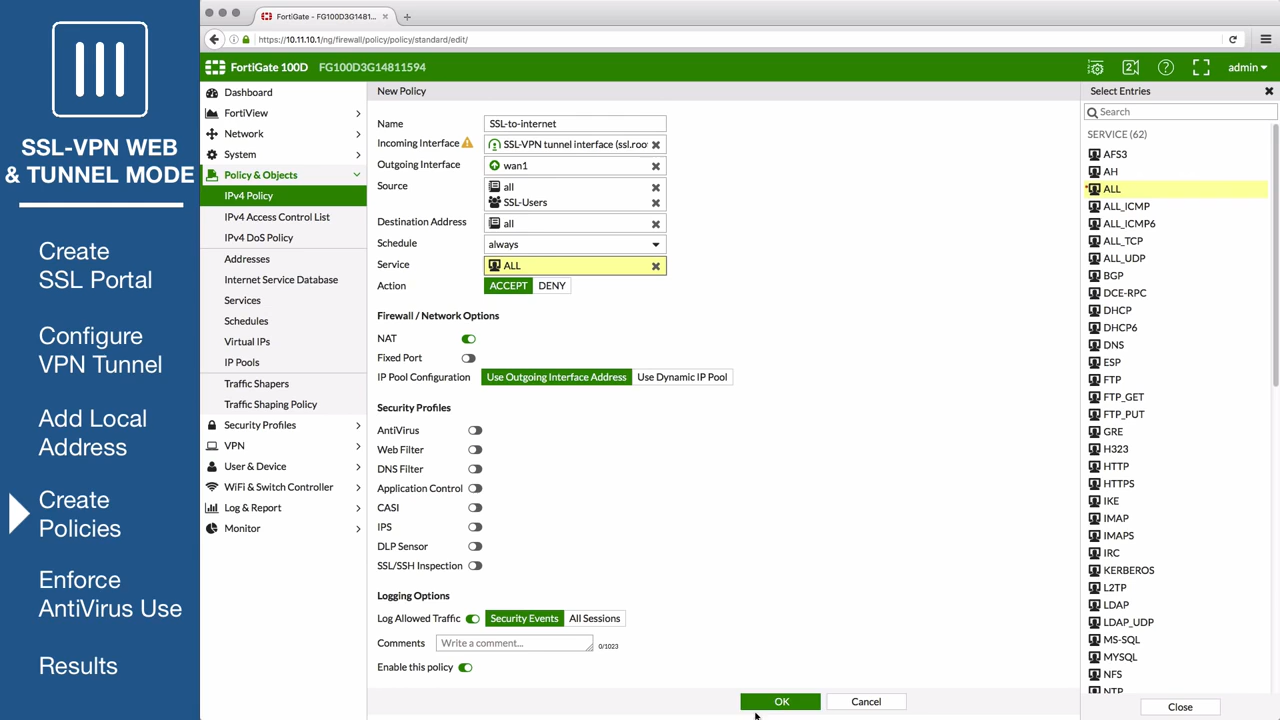 SSL-VPN WEB
& TUNNEL MODE
Create
SSL Portal
Configure
VPN Tunnel
Add Local
Address
Create
Policies
Enforce
AntiVirus Use
Results
FortiGate - FG100D3G1481...
https://10.11.10.1/ng/firewall/policy/policy/standard/edit/
FortiGate 100D FG100D3G14811594
admin
Dashboard
FortiView
Network
System
Policy & Objects
IPv4 Policy
IPv4 Access Control List
IPv4 DoS Policy
Addresses
Internet Service Database
Services
Schedules
Virtual IPs
IP Pools
Traffic Shapers
Traffic Shaping Policy
Security Profiles
VPN
User & Device
WiFi & Switch Controller
Log & Report
Monitor
New Policy
Name SSL-to-internet
Incoming Interface SSL-VPN tunnel interface (ssl.roo
Outgoing Interface wan1
Source all
SSL-Users
Destination Address all
Schedule always
Service ALL
Action ACCEPT DENY
Firewall / Network Options
NAT
Fixed Port
IP Pool Configuration Use Outgoing Interface Address Use Dynamic IP Pool
Security Profiles
AntiVirus
Web Filter
DNS Filter
Application Control
CASI
IPS
DLP Sensor
SSL/SSH Inspection
Logging Options
Log Allowed Traffic Security Events All Sessions
Comments Write a comment... 0/1023
Enable this policy
OK Cancel
Select Entries
Search
SERVICE (62)
AFS3
AH
ALL
ALL_ICMP
ALL_ICMP6
ALL_TCP
ALL_UDP
BGP
DCE-RPC
DHCP
DHCP6
DNS
ESP
FTP
FTP_GET
FTP_PUT
GRE
H323
HTTP
HTTPS
IKE
IMAP
IMAPS
IRC
KERBEROS
L2TP
LDAP
LDAP_UDP
MS-SQL
MYSQL
NFS
NTP
Close